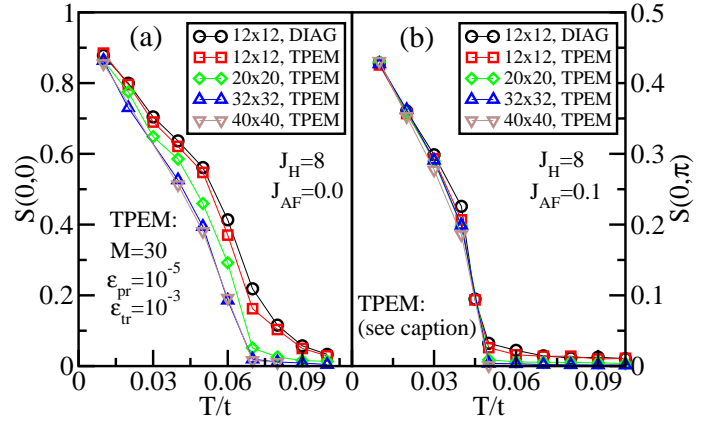 (a)
12x12, DIAG
12x12, TPEM
20x20, TPEM
32x32, TPEM
40x40, TPEM
J_H=8
J_AF=0.0
TPEM:
M=30
ε_pr=10^-5
ε_tr=10^-3
S(0,0)
1
0.8
0.6
0.4
0.2
0
0.03
0.06
0.09
T/t
(b)
12x12, DIAG
12x12, TPEM
20x20, TPEM
32x32, TPEM
40x40, TPEM
J_H=8
J_AF=0.1
TPEM:
(see caption)
S(0,π)
0.5
0.4
0.3
0.2
0.1
0
0
0.03
0.06
0.09
T/t